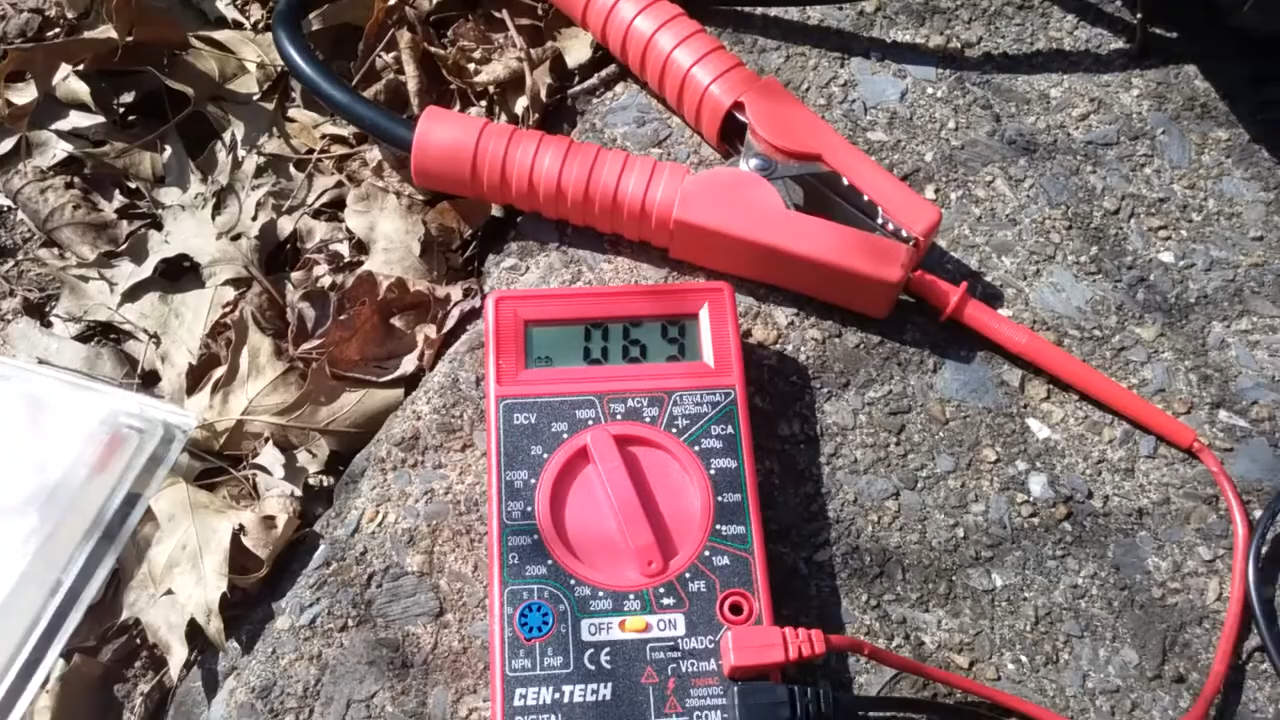 069
DCV
1000
ACV
750
200
1.5V(4.0mA)
9V(25mA)
200
20
2000
m
200
m
DCA
200µ
2000µ
20m
200m
10A
hFE
2000k
Ω
200k
20k
2000
200
E E
B B
C C
E E
NPN PNP
OFF ON
CE
10ADC
10A max
VΩmA
750VAC
1000VDC
200mAmax
COM
CEN-TECH
DIGITAL